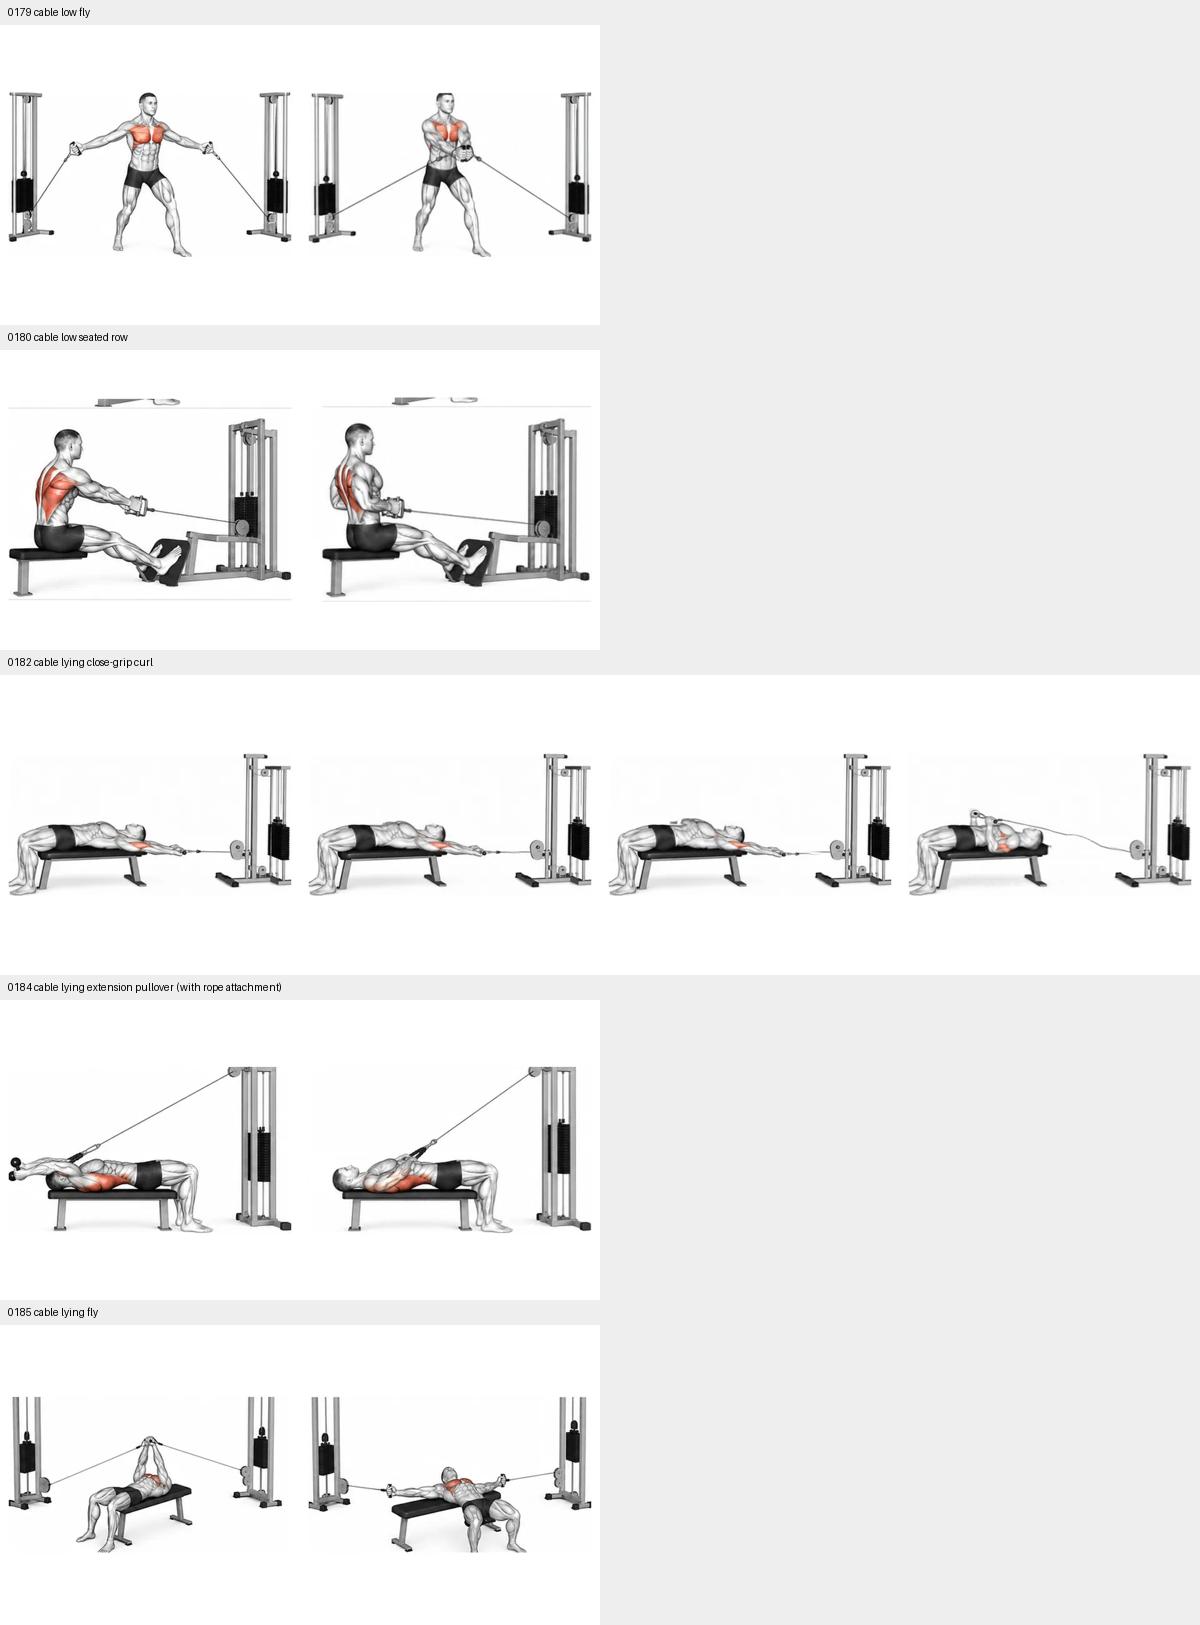 0179 cable low fly
0180 cable low seated row
0182 cable lying close-grip curl
0184 cable lying extension pullover (with rope attachment)
0185 cable lying fly